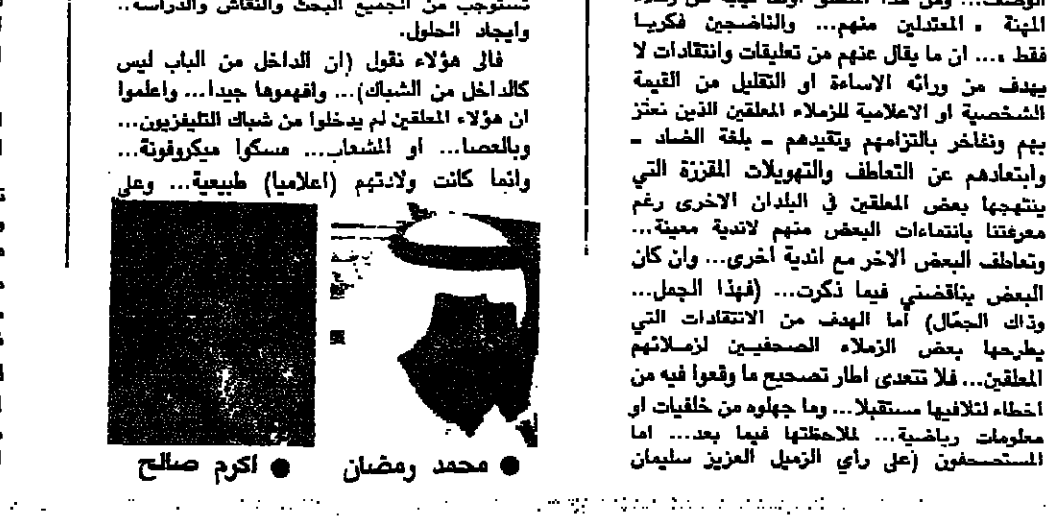 المهنة « المعتدلين منهم... والناضجين فكريا
فقط »... ان ما يقال عنهم من تعليقات وانتقادات لا
يهدف من ورائه الاساءة او التقليل من القيمة
الشخصية او الاعلامية للزملاء المعلقين الذين نعتز
بهم ونفاخر بالتزامهم وتقيدهم ـ بلغة الضاد ـ
وابتعادهم عن التعاطف والتهويلات المقززة التي
ينتهجها بعض المعلقين في البلدان الاخرى رغم
معرفتنا بانتماءات البعض منهم لاندية معينة...
وتعاطف البعض الاخر مع اندية اخرى... وان كان
البعض يناقضني فيما ذكرت... (فهذا الجمل...
وذاك الجمّال) أما الهدف من الانتقادات التي
يطرحها بعض الزملاء الصحفيين لزملائهم
المعلقين... فلا تتعدى اطار تصحيح ما وقعوا فيه من
اخطاء لتلافيها مستقبلا... وما جهلوه من خلفيات او
معلومات رياضية... لملاحظتها فيما بعد... اما
المستصحفون (على رأي الزميل العزيز سليمان
تستوجب من الجميع البحث والنقاش والدراسة..
وايجاد الحلول.
فالى هؤلاء نقول (ان الداخل من الباب ليس
كالداخل من الشباك)... وافهموها جيدا... واعلموا
ان هؤلاء المعلقين لم يدخلوا من شباك التليفزيون...
وبالعصا... او المشعاب... مسكوا ميكروفونة...
وانما كانت ولادتهم (اعلاميا) طبيعية... وعلى
● محمد رمضان
● اكرم صالح